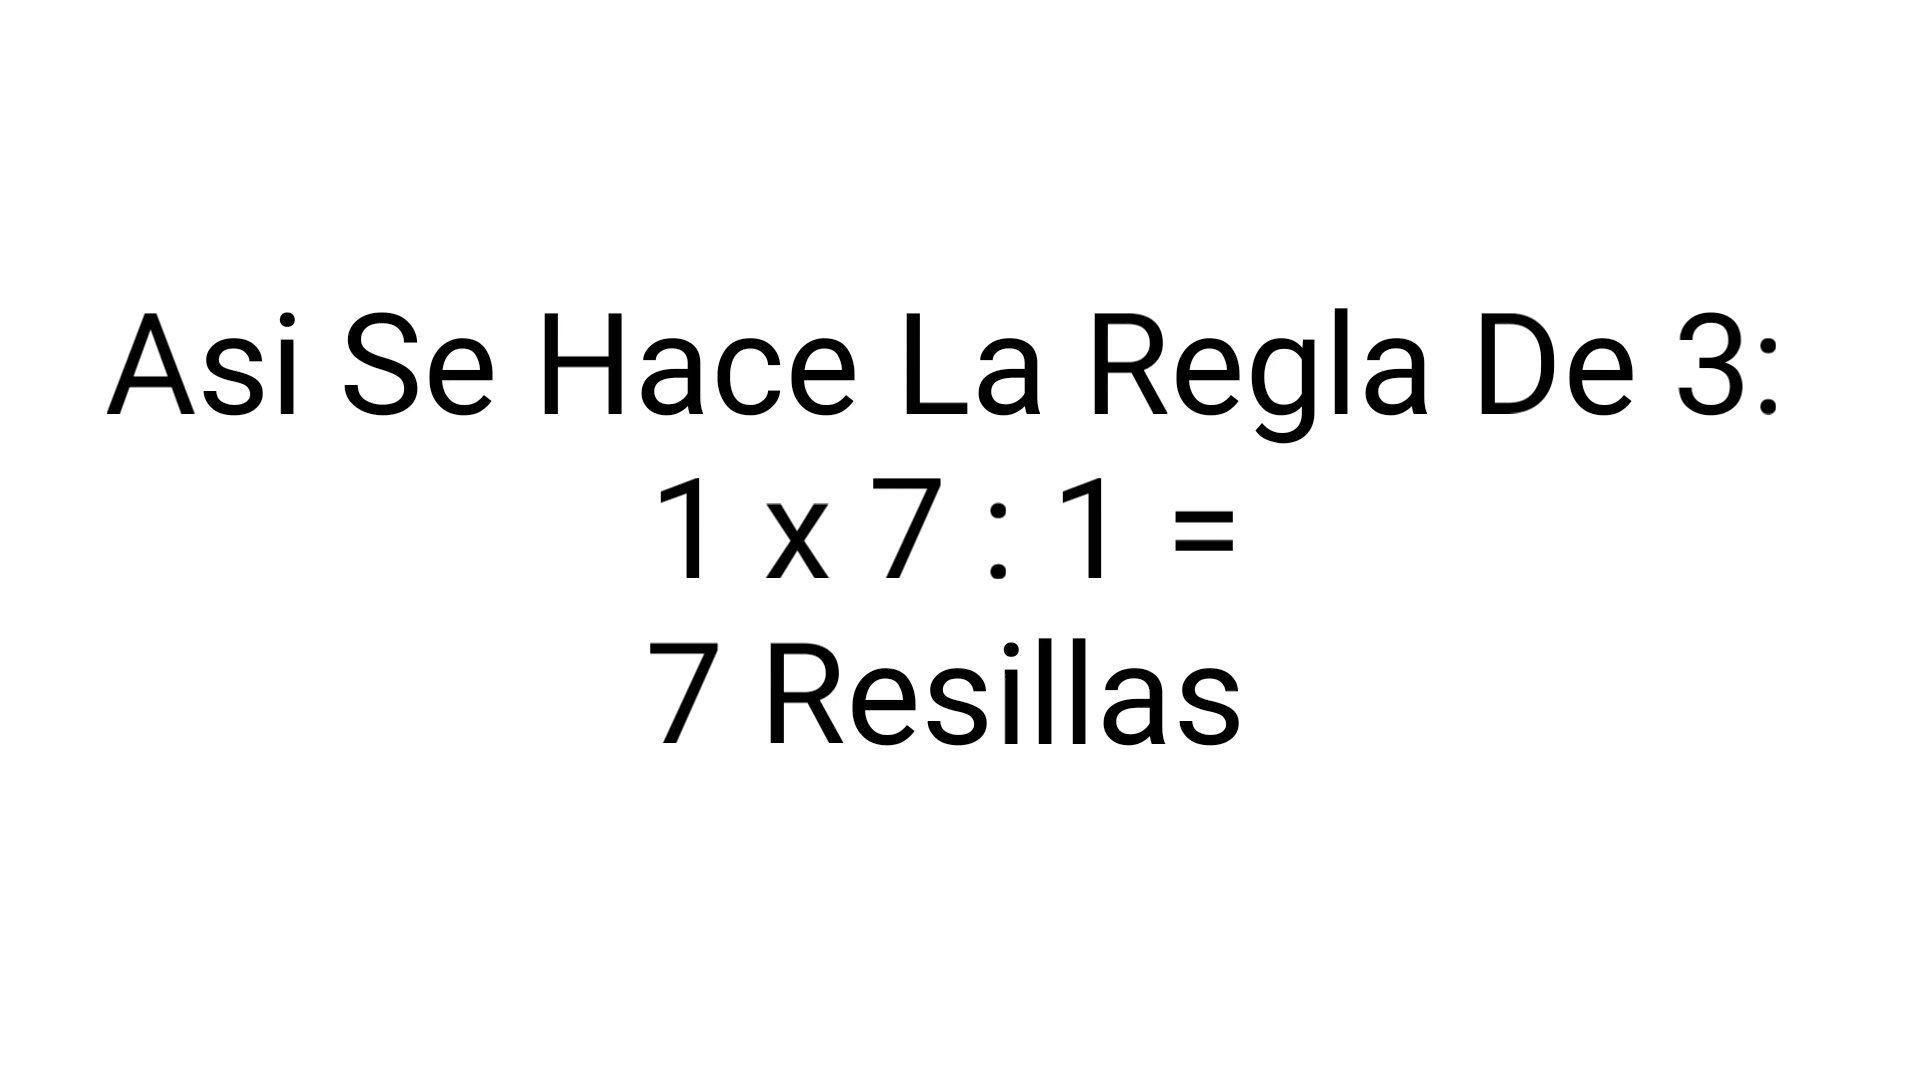 Asi Se Hace La Regla De 3:
1 x 7 : 1 =
7 Resillas